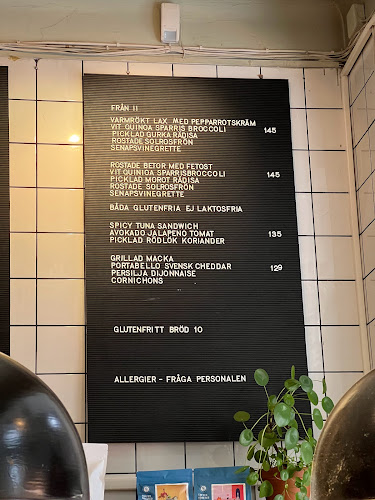 FRÅN 11
VARMRÖKT LAX MED PEPPARROTSKRÄM
VIT QUINOA SPARRIS BROCCOLI 145
PICKLAD GURKA RÄDISA
ROSTADE SOLROSFRÖN
SENAPSVINEGRETTE
ROSTADE BETOR MED FETOST
VIT QUINOA SPARRISBROCCOLI 145
PICKLAD MOROT RÄDISA
ROSTADE SOLROSFRÖN
SENAPSVINEGRETTE
BÅDA GLUTENFRIA EJ LAKTOSFRIA
SPICY TUNA SANDWICH
AVOKADO JALAPENO TOMAT 135
PICKLAD RÖDLÖK KORIANDER
GRILLAD MACKA
PORTABELLO SVENSK CHEDDAR 129
PERSILJA DIJONNAISE
CORNICHONS
GLUTENFRITT BRÖD 10
ALLERGIER - FRÅGA PERSONALEN